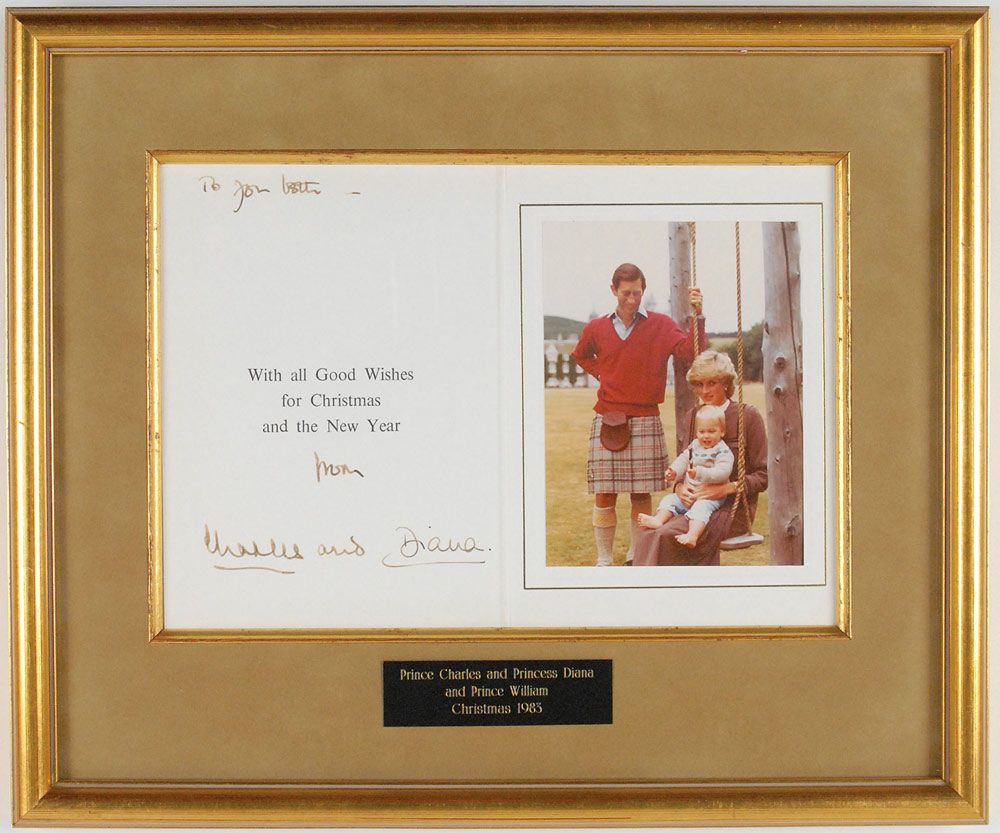 To
With all Good Wishes
for Christmas
and the New Year
from
Charles and Diana.
Prince Charles and Princess Diana
and Prince William
Christmas 1983